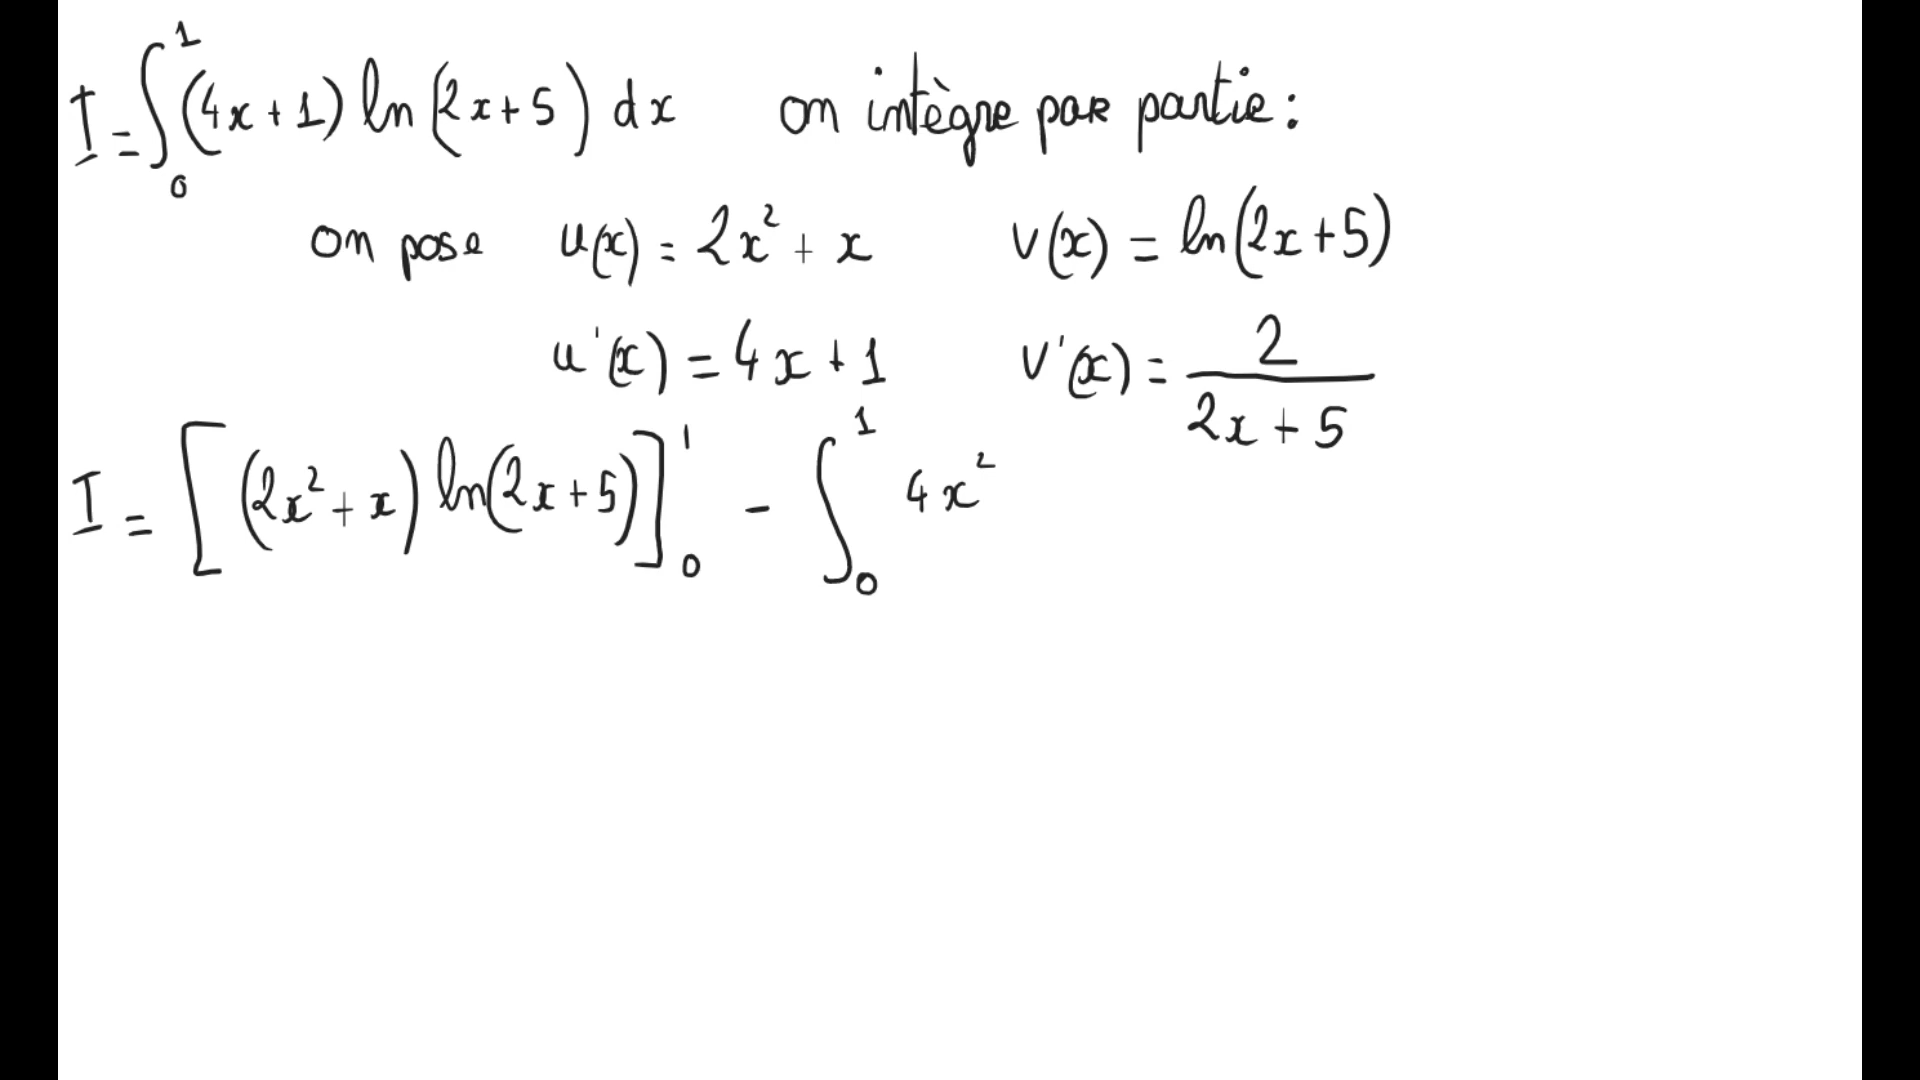 I = ∫₀¹ (4x + 1) ln(2x + 5) dx on intègre par partie :
on pose u(x) = 2x² + x v(x) = ln(2x + 5)
u'(x) = 4x + 1 v'(x) = 2/(2x + 5)
I = [(2x² + x) ln(2x + 5)]₀¹ - ∫₀¹ 4x²